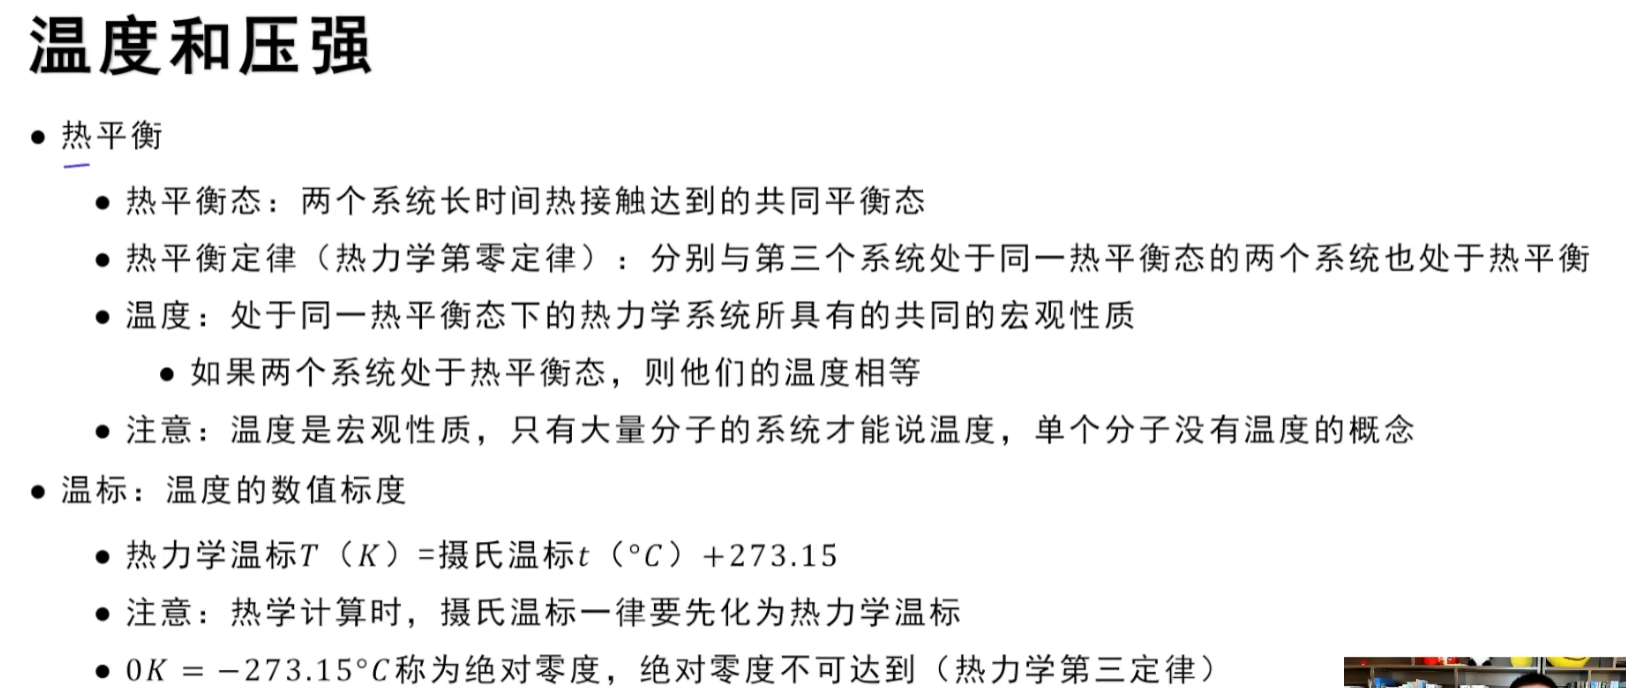 温度和压强
● 热平衡
● 热平衡态：两个系统长时间热接触达到的共同平衡态
● 热平衡定律（热力学第零定律）：分别与第三个系统处于同一热平衡态的两个系统也处于热平衡
● 温度：处于同一热平衡态下的热力学系统所具有的共同的宏观性质
● 如果两个系统处于热平衡态，则他们的温度相等
● 注意：温度是宏观性质，只有大量分子的系统才能说温度，单个分子没有温度的概念
● 温标：温度的数值标度
● 热力学温标T（K）=摄氏温标t（°C）+273.15
● 注意：热学计算时，摄氏温标一律要先化为热力学温标
● 0K = −273.15°C称为绝对零度，绝对零度不可达到（热力学第三定律）